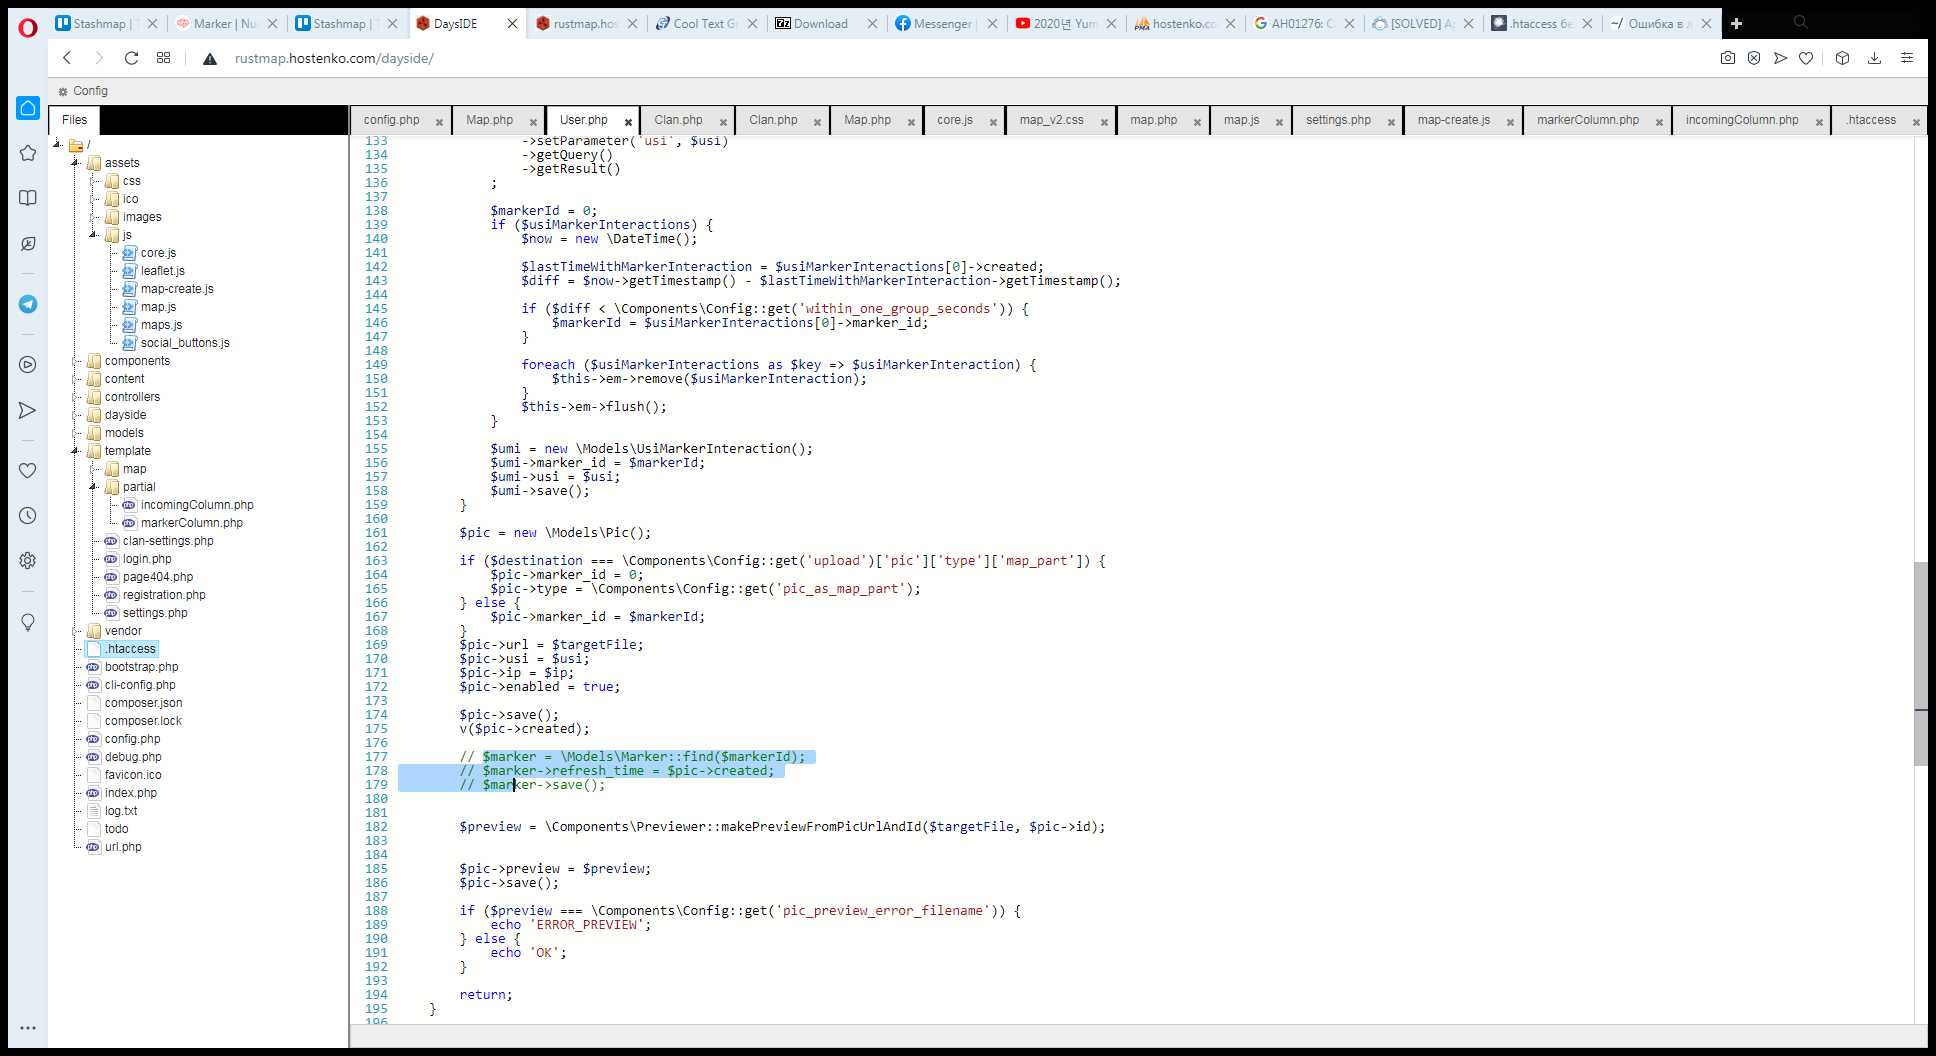 Stashmap |
Marker | Nu
Stashmap |
DaysIDE
rustmap.hos
Cool Text G
Download
Messenger
2020년 Yum
hostenko.co
AH01276: C
[SOLVED] A
.htaccess бе
Ошибка в л
rustmap.hostenko.com/dayside/
Config
Files
config.php
Map.php
User.php
Clan.php
Clan.php
Map.php
core.js
map_v2.css
map.php
map.js
settings.php
map-create.js
markerColumn.php
incomingColumn.php
.htaccess
/
assets
css
ico
images
js
core.js
leaflet.js
map-create.js
map.js
maps.js
social_buttons.js
components
content
controllers
dayside
models
template
map
partial
incomingColumn.php
markerColumn.php
clan-settings.php
login.php
page404.php
registration.php
settings.php
vendor
.htaccess
bootstrap.php
cli-config.php
composer.json
composer.lock
config.php
debug.php
favicon.ico
index.php
log.txt
todo
url.php
133 ->setParameter('usi', $usi)
134 ->getQuery()
135 ->getResult()
136 ;
137
138 $markerId = 0;
139 if ($usiMarkerInteractions) {
140 $now = new \DateTime();
141
142 $lastTimeWithMarkerInteraction = $usiMarkerInteractions[0]->created;
143 $diff = $now->getTimestamp() - $lastTimeWithMarkerInteraction->getTimestamp();
144
145 if ($diff < \Components\Config::get('within_one_group_seconds')) {
146 $markerId = $usiMarkerInteractions[0]->marker_id;
147 }
148
149 foreach ($usiMarkerInteractions as $key => $usiMarkerInteraction) {
150 $this->em->remove($usiMarkerInteraction);
151 }
152 $this->em->flush();
153 }
154
155 $umi = new \Models\UsiMarkerInteraction();
156 $umi->marker_id = $markerId;
157 $umi->usi = $usi;
158 $umi->save();
159 }
160
161 $pic = new \Models\Pic();
162
163 if ($destination === \Components\Config::get('upload')['pic']['type']['map_part']) {
164 $pic->marker_id = 0;
165 $pic->type = \Components\Config::get('pic_as_map_part');
166 } else {
167 $pic->marker_id = $markerId;
168 }
169 $pic->url = $targetFile;
170 $pic->usi = $usi;
171 $pic->ip = $ip;
172 $pic->enabled = true;
173
174 $pic->save();
175 v($pic->created);
176
177 // $marker = \Models\Marker::find($markerId);
178 // $marker->refresh_time = $pic->created;
179 // $marker->save();
180
181
182 $preview = \Components\Previewer::makePreviewFromPicUrlAndId($targetFile, $pic->id);
183
184
185 $pic->preview = $preview;
186 $pic->save();
187
188 if ($preview === \Components\Config::get('pic_preview_error_filename')) {
189 echo 'ERROR_PREVIEW';
190 } else {
191 echo 'OK';
192 }
193
194 return;
195 }
196